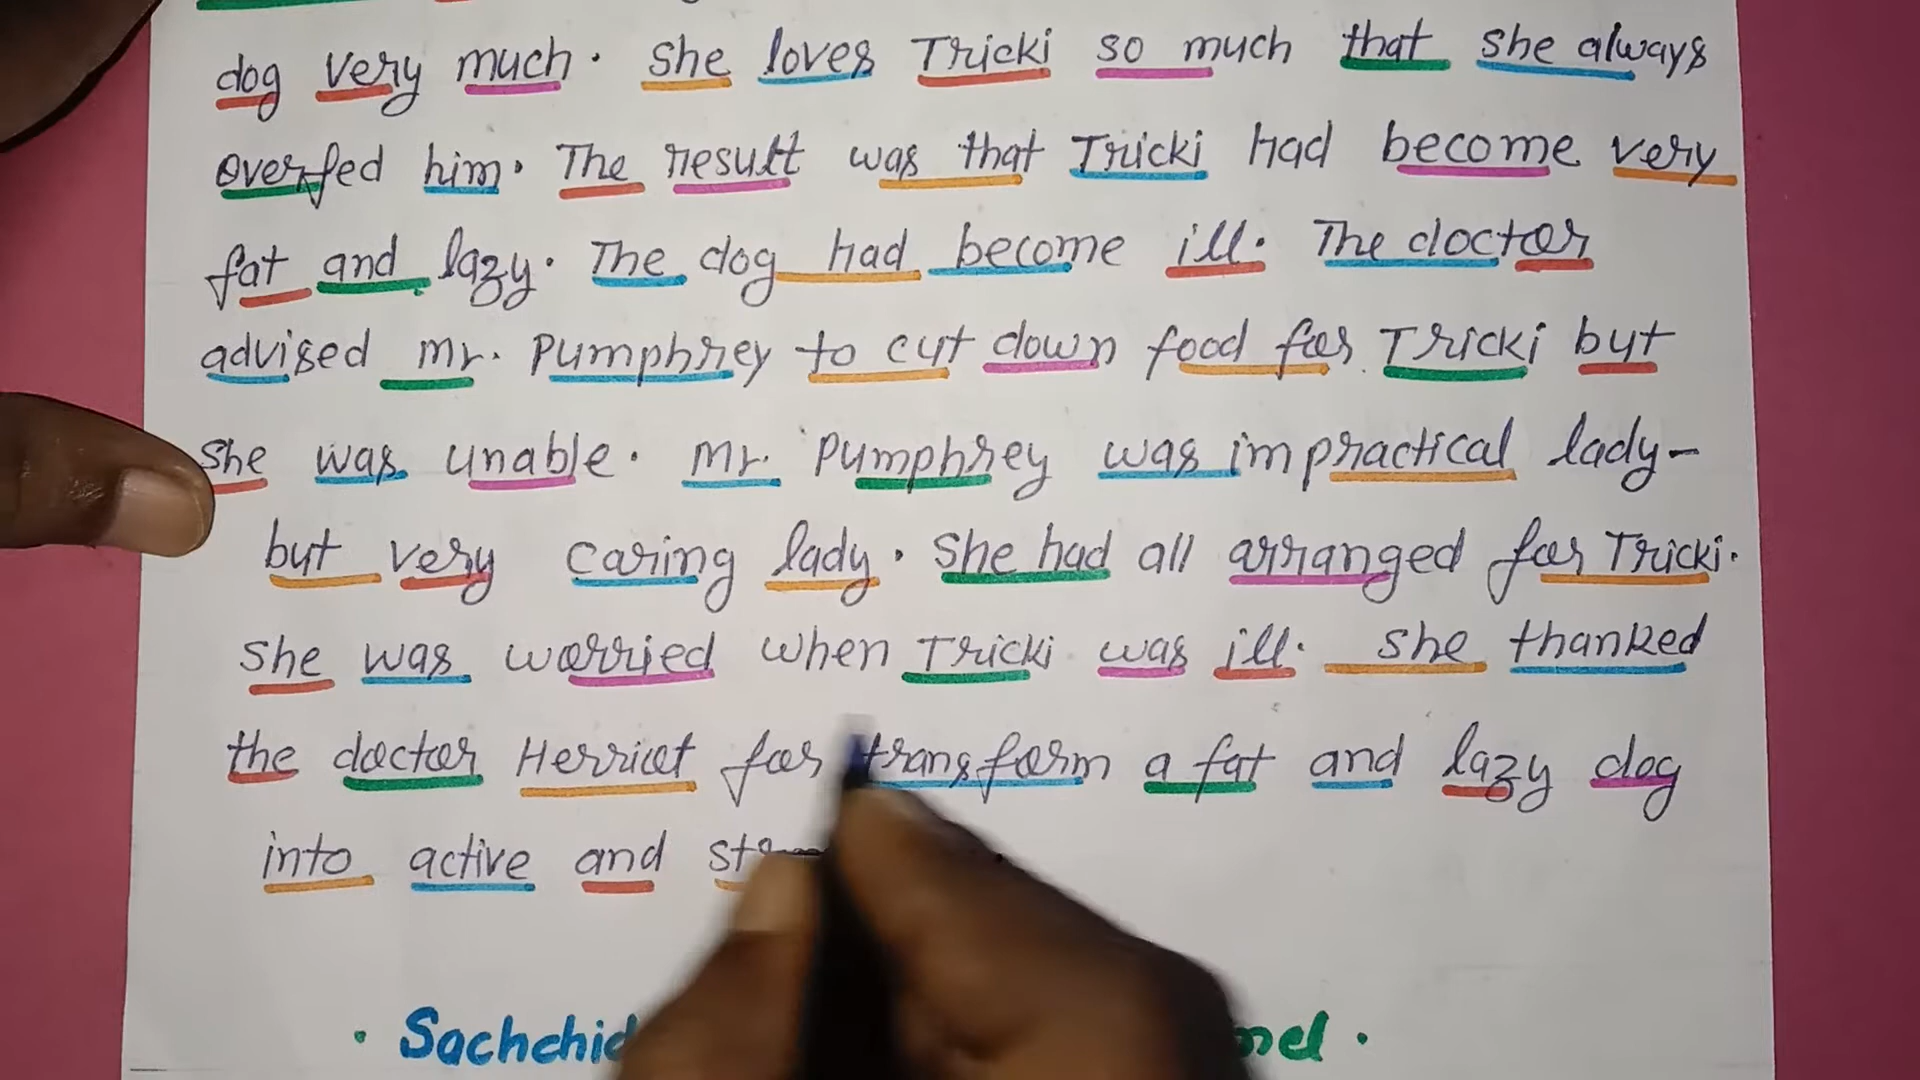 dog very much. She loves Tricki so much that she always
overfed him. The result was that Tricki had become very
fat and lazy. The dog had become ill. The doctor
advised Mr. Pumphrey to cut down food for Tricki but
she was unable. Mr. Pumphrey was impractical lady-
but very caring lady. She had all arranged for Tricki.
She was worried when Tricki was ill. She thanked
the doctor Herriot for transform a fat and lazy dog
into active and